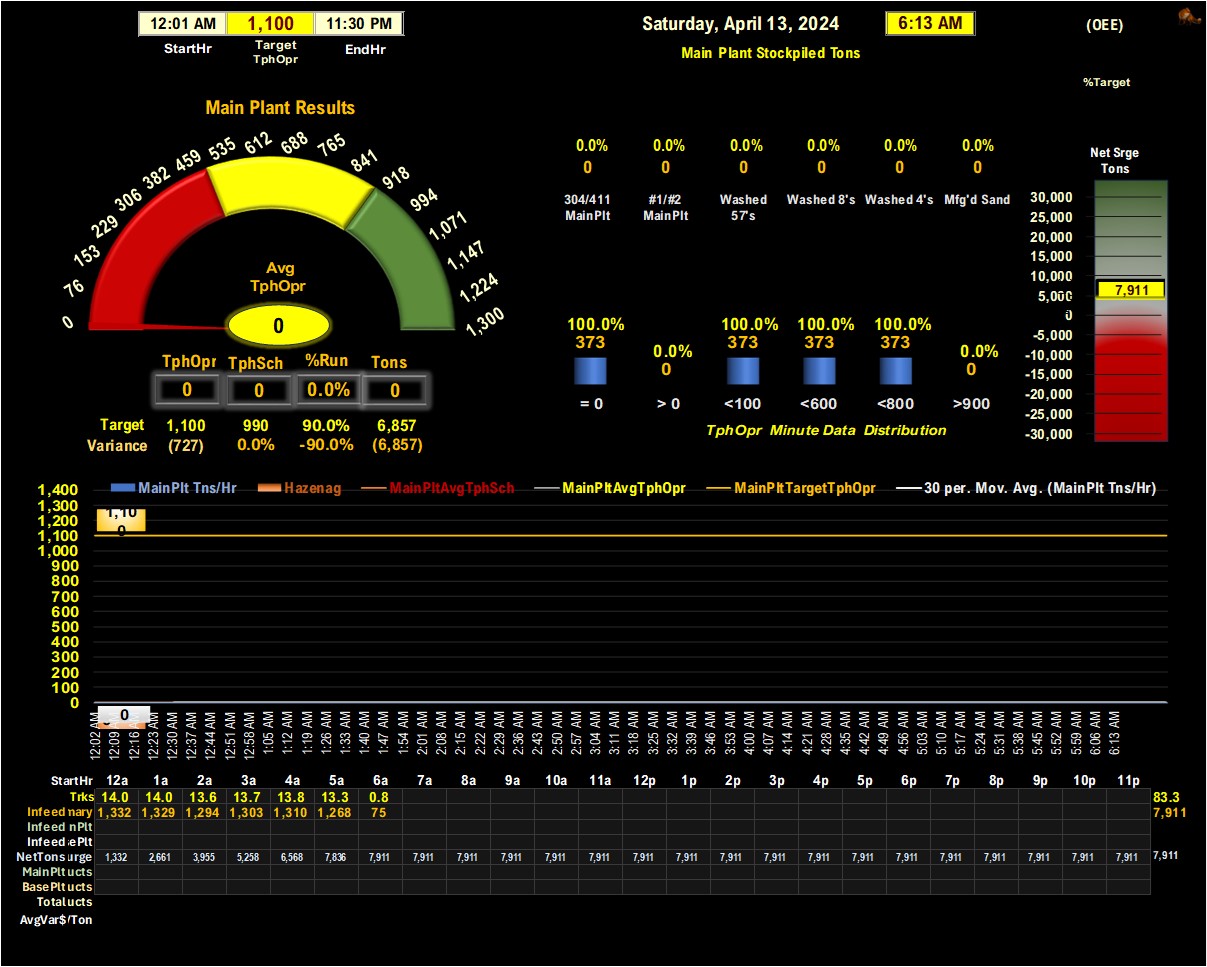 12:01 AM 1,100 11:30 PM
StartHr Target TphOpr EndHr
Saturday, April 13, 2024 6:13 AM (OEE)
Main Plant Stockpiled Tons
%Target
Main Plant Results
0 76 153 229 306 382 459 535 612 688 765 841 918 994 1,071 1,147 1,224 1,300
Avg
TphOpr
0
TphOpr TphSch %Run Tons
0 0 0.0% 0
Target 1,100 990 90.0% 6,857
Variance (727) 0.0% -90.0% (6,857)
0.0% 0.0% 0.0% 0.0% 0.0% 0.0%
0 0 0 0 0 0
304/411 #1/#2 Washed Washed 8's Washed 4's Mfg'd Sand
MainPlt MainPlt 57's
100.0% 0.0% 100.0% 100.0% 100.0% 0.0%
373 0 373 373 373 0
= 0 > 0 <100 <600 <800 >900
TphOpr Minute Data Distribution
Net Srge
Tons
30,000
25,000
20,000
15,000
10,000
5,000
0
-5,000
-10,000
-15,000
-20,000
-25,000
-30,000
7,911
MainPlt Tns/Hr Hazenag MainPltAvgTphSch MainPltAvgTphOpr MainPltTargetTphOpr 30 per. Mov. Avg. (MainPlt Tns/Hr)
1,400
1,300
1,200
1,100
1,000
900
800
700
600
500
400
300
200
100
0
1,10
0
0
12:02 AM 12:09 AM 12:16 AM 12:23 AM 12:30 AM 12:37 AM 12:44 AM 12:51 AM 12:58 AM 1:05 AM 1:12 AM 1:19 AM 1:26 AM 1:33 AM 1:40 AM 1:47 AM 1:54 AM 2:01 AM 2:08 AM 2:15 AM 2:22 AM 2:29 AM 2:36 AM 2:43 AM 2:50 AM 2:57 AM 3:04 AM 3:11 AM 3:18 AM 3:25 AM 3:32 AM 3:39 AM 3:46 AM 3:53 AM 4:00 AM 4:07 AM 4:14 AM 4:21 AM 4:28 AM 4:35 AM 4:42 AM 4:49 AM 4:56 AM 5:03 AM 5:10 AM 5:17 AM 5:24 AM 5:31 AM 5:38 AM 5:45 AM 5:52 AM 5:59 AM 6:06 AM 6:13 AM
StartHr 12a 1a 2a 3a 4a 5a 6a 7a 8a 9a 10a 11a 12p 1p 2p 3p 4p 5p 6p 7p 8p 9p 10p 11p
Trks 14.0 14.0 13.6 13.7 13.8 13.3 0.8 83.3
Infeed mary 1,332 1,329 1,294 1,303 1,310 1,268 75 7,911
Infeed nPlt
Infeed ePlt
NetTons urge 1,332 2,661 3,955 5,258 6,568 7,836 7,911 7,911 7,911 7,911 7,911 7,911 7,911 7,911 7,911 7,911 7,911 7,911 7,911 7,911 7,911 7,911 7,911 7,911 7,911
MainPlt ucts
BasePlt ucts
Total ucts
AvgVar$/Ton